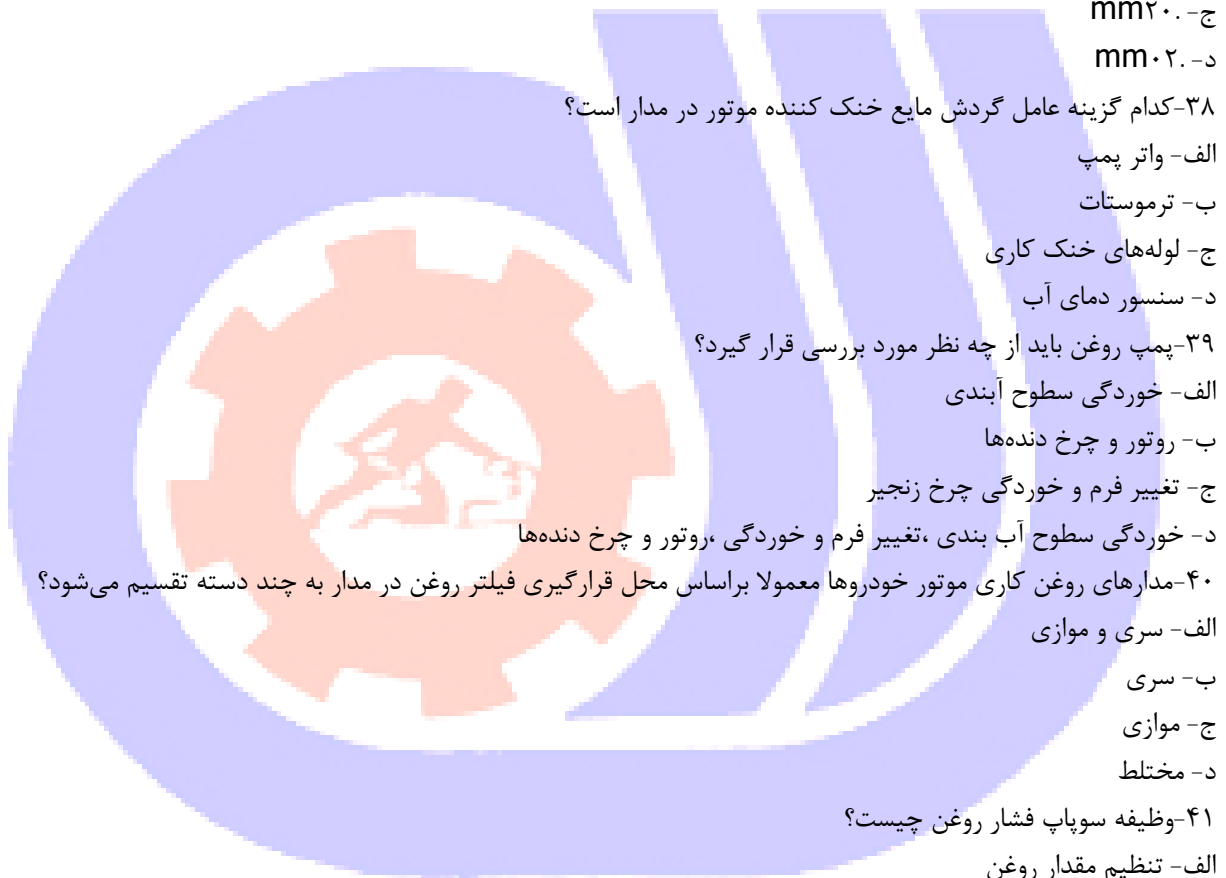 ج- .mm۲۰
د- .mm۰۲
۳۸-کدام گزینه عامل گردش مایع خنک کننده موتور در مدار است؟
الف- واتر پمپ
ب- ترموستات
ج- لوله‌های خنک کاری
د- سنسور دمای آب
۳۹-پمپ روغن باید از چه نظر مورد بررسی قرار گیرد؟
الف- خوردگی سطوح آبندی
ب- روتور و چرخ دنده‌ها
ج- تغییر فرم و خوردگی چرخ زنجیر
د- خوردگی سطوح آب بندی ،تغییر فرم و خوردگی ،روتور و چرخ دنده‌ها
۴۰-مدارهای روغن کاری موتور خودروها معمولا براساس محل قرارگیری فیلتر روغن در مدار به چند دسته تقسیم می‌شود؟
الف- سری و موازی
ب- سری
ج- موازی
د- مختلط
۴۱-وظیفه سوپاپ فشار روغن چیست؟
الف- تنظیم مقدار روغن